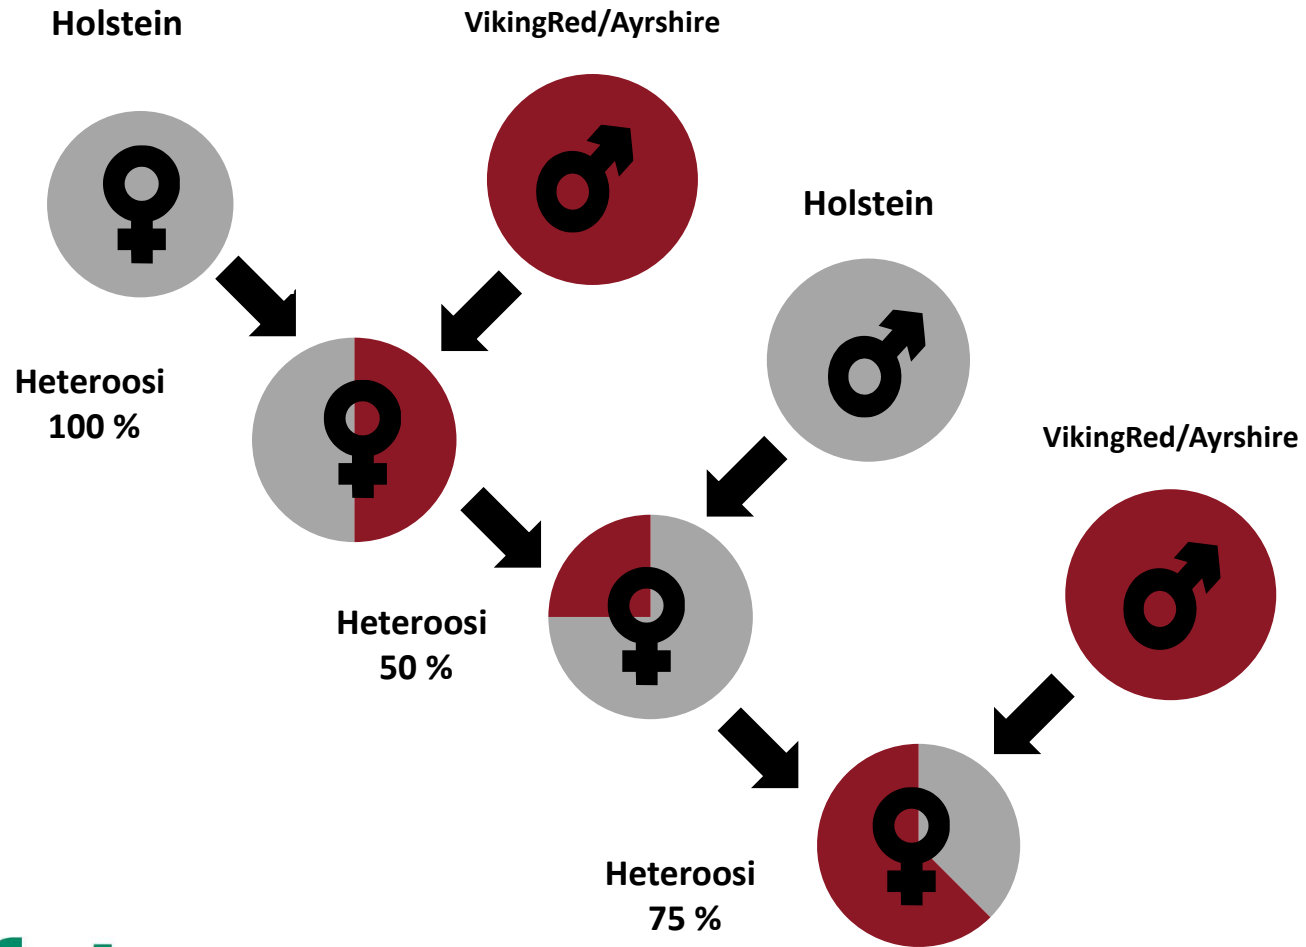 Holstein
VikingRed/Ayrshire
Holstein
Heteroosi
100 %
VikingRed/Ayrshire
Heteroosi
50 %
Heteroosi
75 %